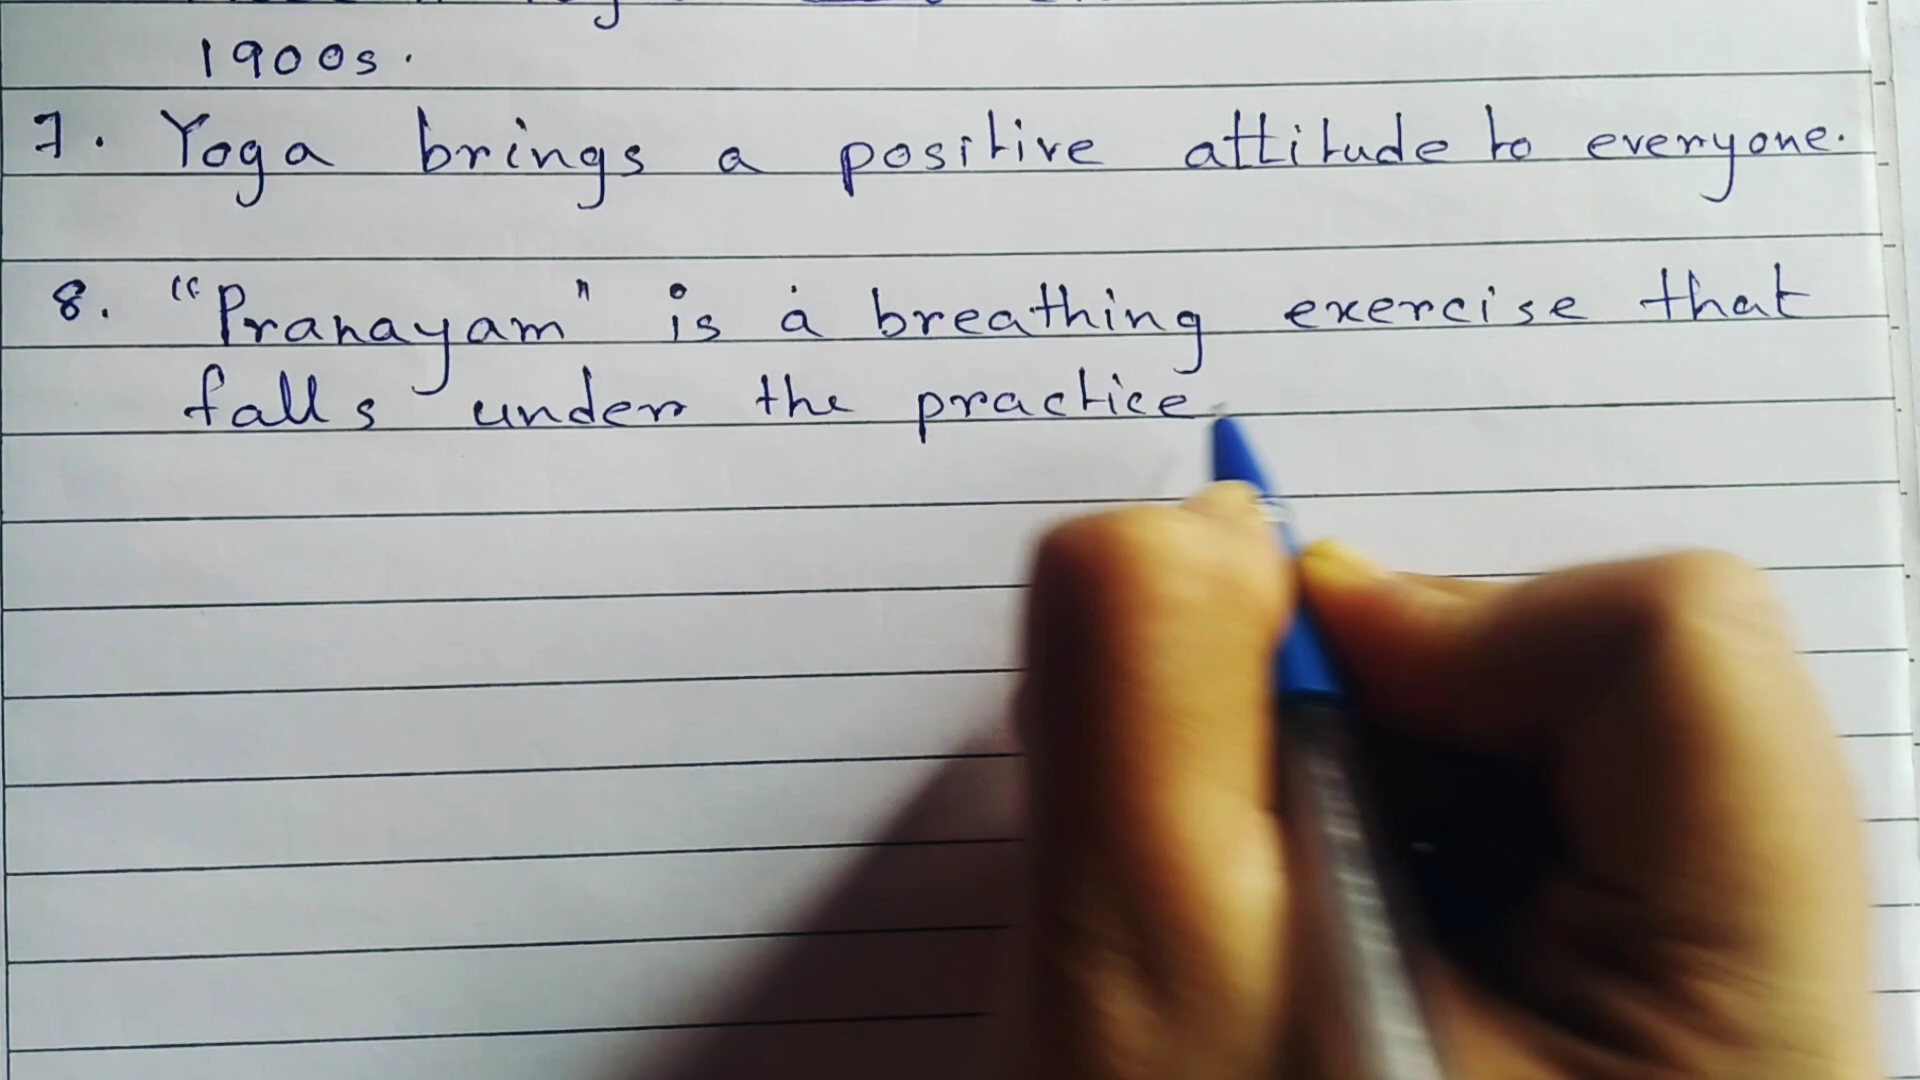 1900s.
7. Yoga brings a positive attitude to everyone.
8. "Pranayam" is a breathing exercise that
falls under the practice